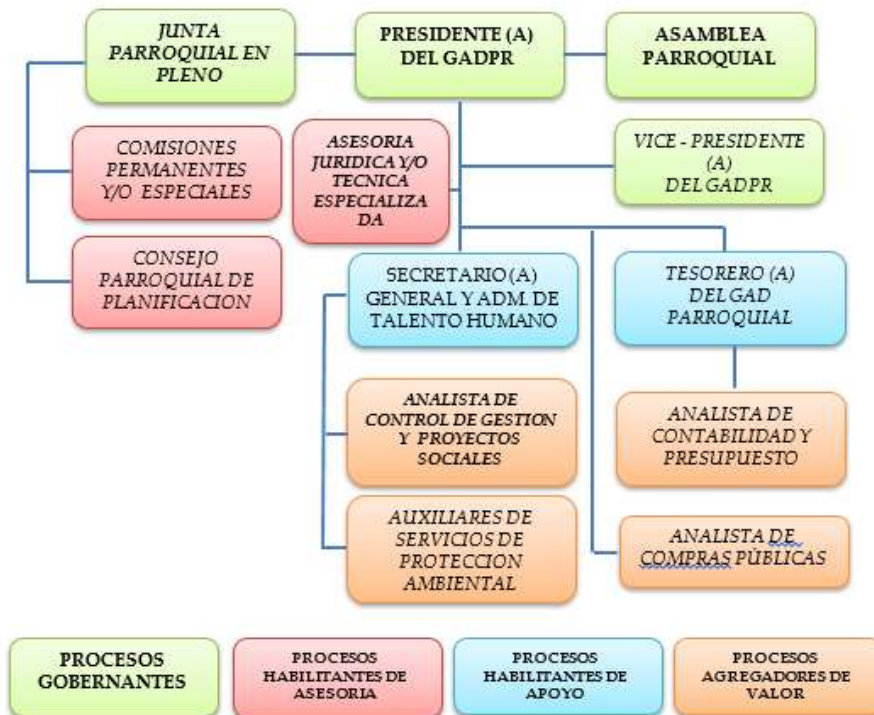 JUNTA
PARROQUIAL EN
PLENO
PRESIDENTE (A)
DEL GADPR
ASAMBLEA
PARROQUIAL
COMISIONES
PERMANENTES
Y/O ESPECIALES
ASESORIA
JURIDICA Y/O
TECNICA
ESPECIALIZA
DA
VICE - PRESIDENTE
(A)
DEL GADPR
CONSEJO
PARROQUIAL DE
PLANIFICACION
SECRETARIO (A)
GENERAL Y ADM. DE
TALENTO HUMANO
TESORERO (A)
DEL GAD
PARROQUIAL
ANALISTA DE
CONTROL DE GESTION
Y PROYECTOS
SOCIALES
ANALISTA DE
CONTABILIDAD Y
PRESUPUESTO
AUXILIARES DE
SERVICIOS DE
PROTECCION
AMBIENTAL
ANALISTA DE
COMPRAS PÚBLICAS
PROCESOS
GOBERNANTES
PROCESOS
HABILITANTES DE
ASESORIA
PROCESOS
HABILITANTES DE
APOYO
PROCESOS
AGREGADORES DE
VALOR